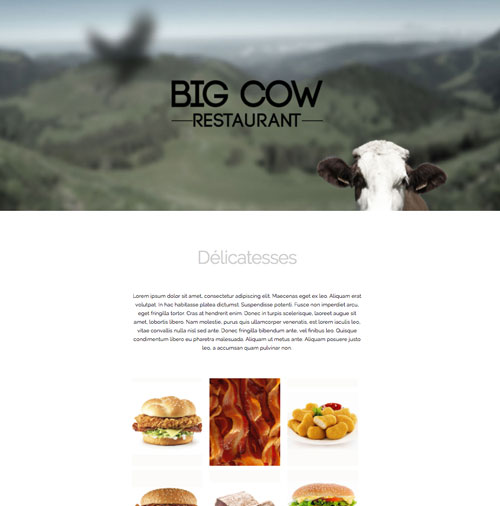 BIG COW
RESTAURANT
Délicatesses
Lorem ipsum dolor sit amet, consectetur adipiscing elit. Maecenas eget ex leo. Aliquam erat
volutpat. In hac habitasse platea dictumst. Suspendisse potenti. Fusce non imperdiet arcu,
eget fringilla tortor. Cras at hendrerit enim. Donec in turpis scelerisque, laoreet augue sit
amet, lobortis libero. Nam molestie, purus quis ullamcorper venenatis, est lorem iaculis leo,
vitae convallis nulla nisl sed ante. Donec fringilla bibendum ante, vel finibus leo. Quisque
condimentum libero eu pharetra malesuada. Aliquam ut metus ante. Aliquam posuere justo
leo, a accumsan quam pulvinar non.